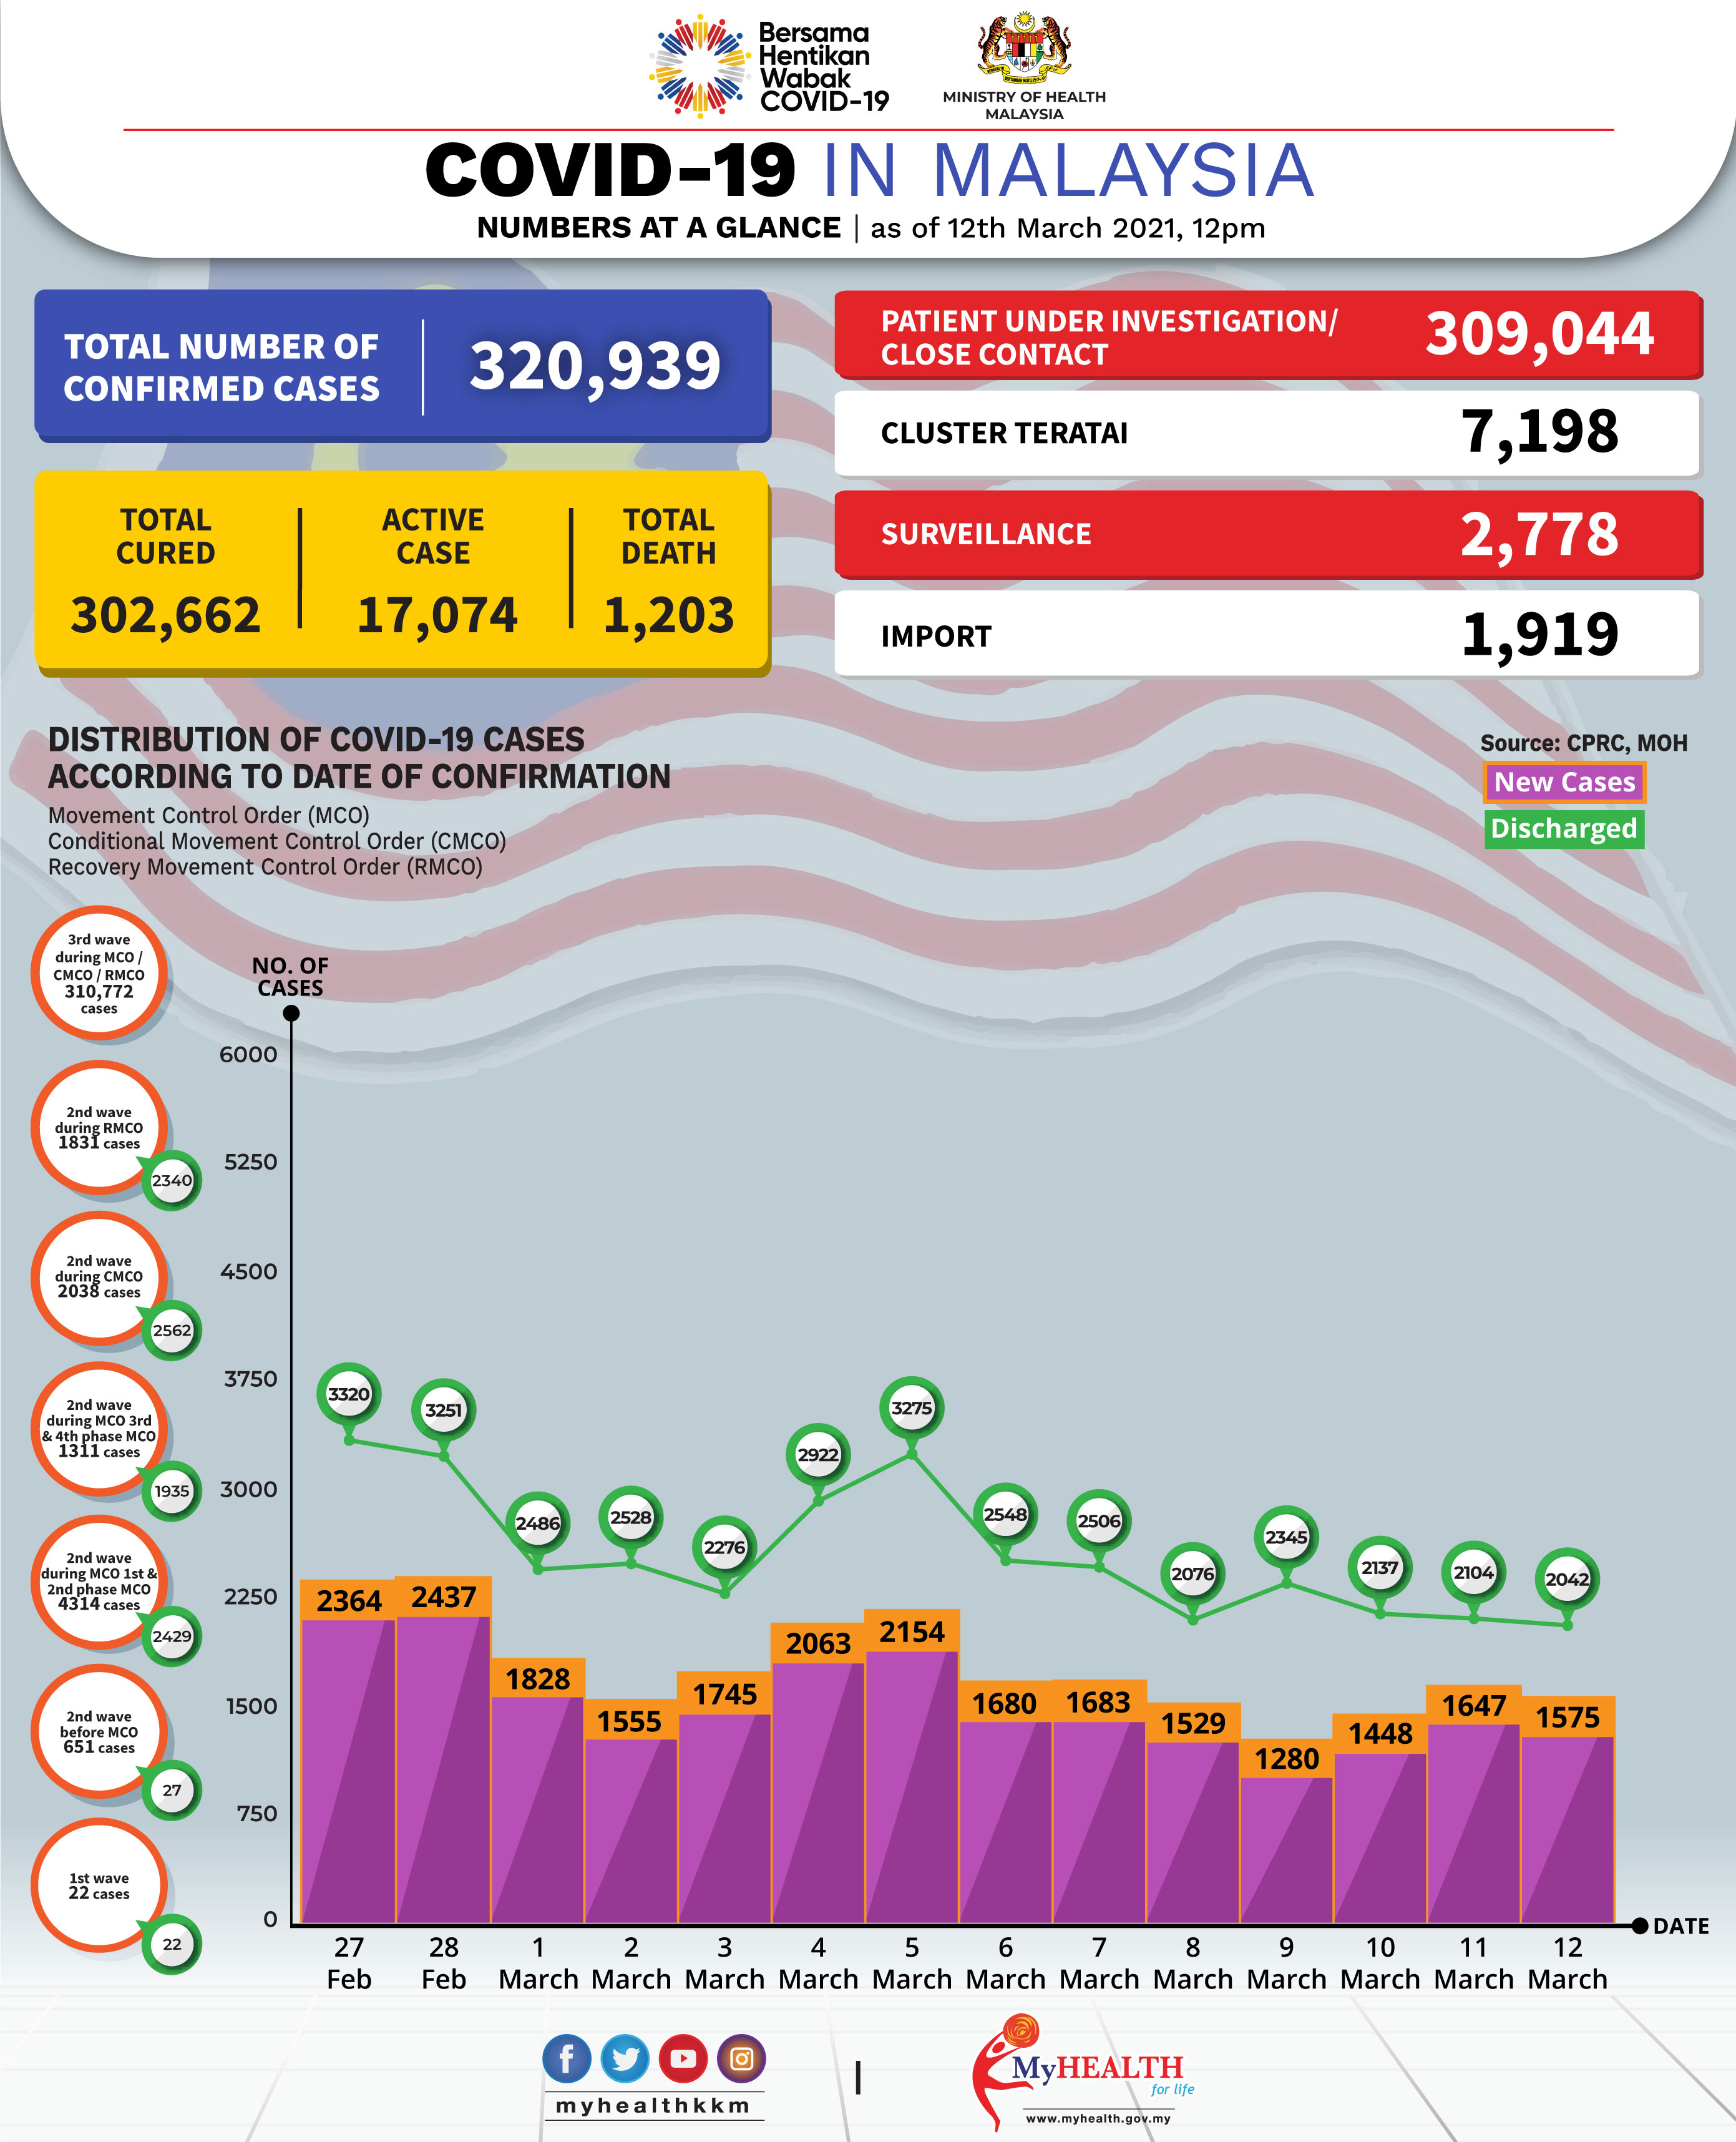 Bersama
Hentikan
Wabak
COVID-19
MINISTRY OF HEALTH
MALAYSIA
COVID-19 IN MALAYSIA
NUMBERS AT A GLANCE | as of 12th March 2021, 12pm
TOTAL NUMBER OF
CONFIRMED CASES
320,939
TOTAL
CURED
302,662
ACTIVE
CASE
17,074
TOTAL
DEATH
1,203
PATIENT UNDER INVESTIGATION/
CLOSE CONTACT
309,044
CLUSTER TERATAI
7,198
SURVEILLANCE
2,778
IMPORT
1,919
DISTRIBUTION OF COVID-19 CASES
ACCORDING TO DATE OF CONFIRMATION
Movement Control Order (MCO)
Conditional Movement Control Order (CMCO)
Recovery Movement Control Order (RMCO)
Source: CPRC, MOH
New Cases
Discharged
3rd wave
during MCO /
CMCO / RMCO
310,772
cases
2nd wave
during RMCO
1831 cases
2340
2nd wave
during CMCO
2038 cases
2562
2nd wave
during MCO 3rd
& 4th phase MCO
1311 cases
1935
2nd wave
during MCO 1st &
2nd phase MCO
4314 cases
2429
2nd wave
before MCO
651 cases
27
1st wave
22 cases
22
NO. OF
CASES
6000
5250
4500
3750
3000
2250
1500
750
0
3320
3251
2486
2528
2276
2922
3275
2548
2506
2076
2345
2137
2104
2042
2364
2437
1828
1555
1745
2063
2154
1680
1683
1529
1280
1448
1647
1575
27
Feb
28
Feb
1
March
2
March
3
March
4
March
5
March
6
March
7
March
8
March
9
March
10
March
11
March
12
March
DATE
myhealthkkm
MyHEALTH
for life
www.myhealth.gov.my